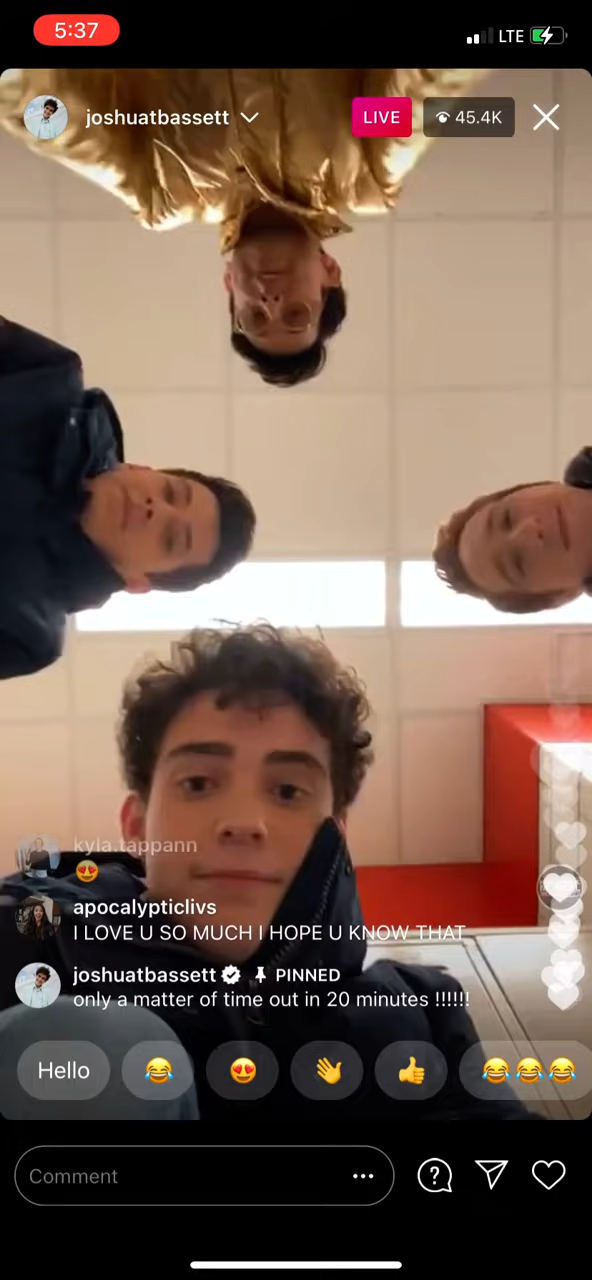 5:37
LTE
joshuatbassett
LIVE
45.4K
kyla.tappann
😍
apocalypticlivs
I LOVE U SO MUCH I HOPE U KNOW THAT
joshuatbassett PINNED
only a matter of time out in 20 minutes !!!!!!
Hello 😂 😍 👋 👍 😂😂😂
Comment ...